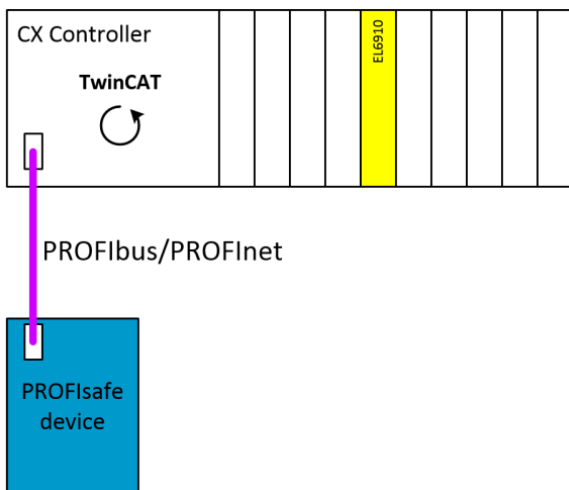 CX Controller
TwinCAT
EL6910
PROFIbus/PROFInet
PROFIsafe
device